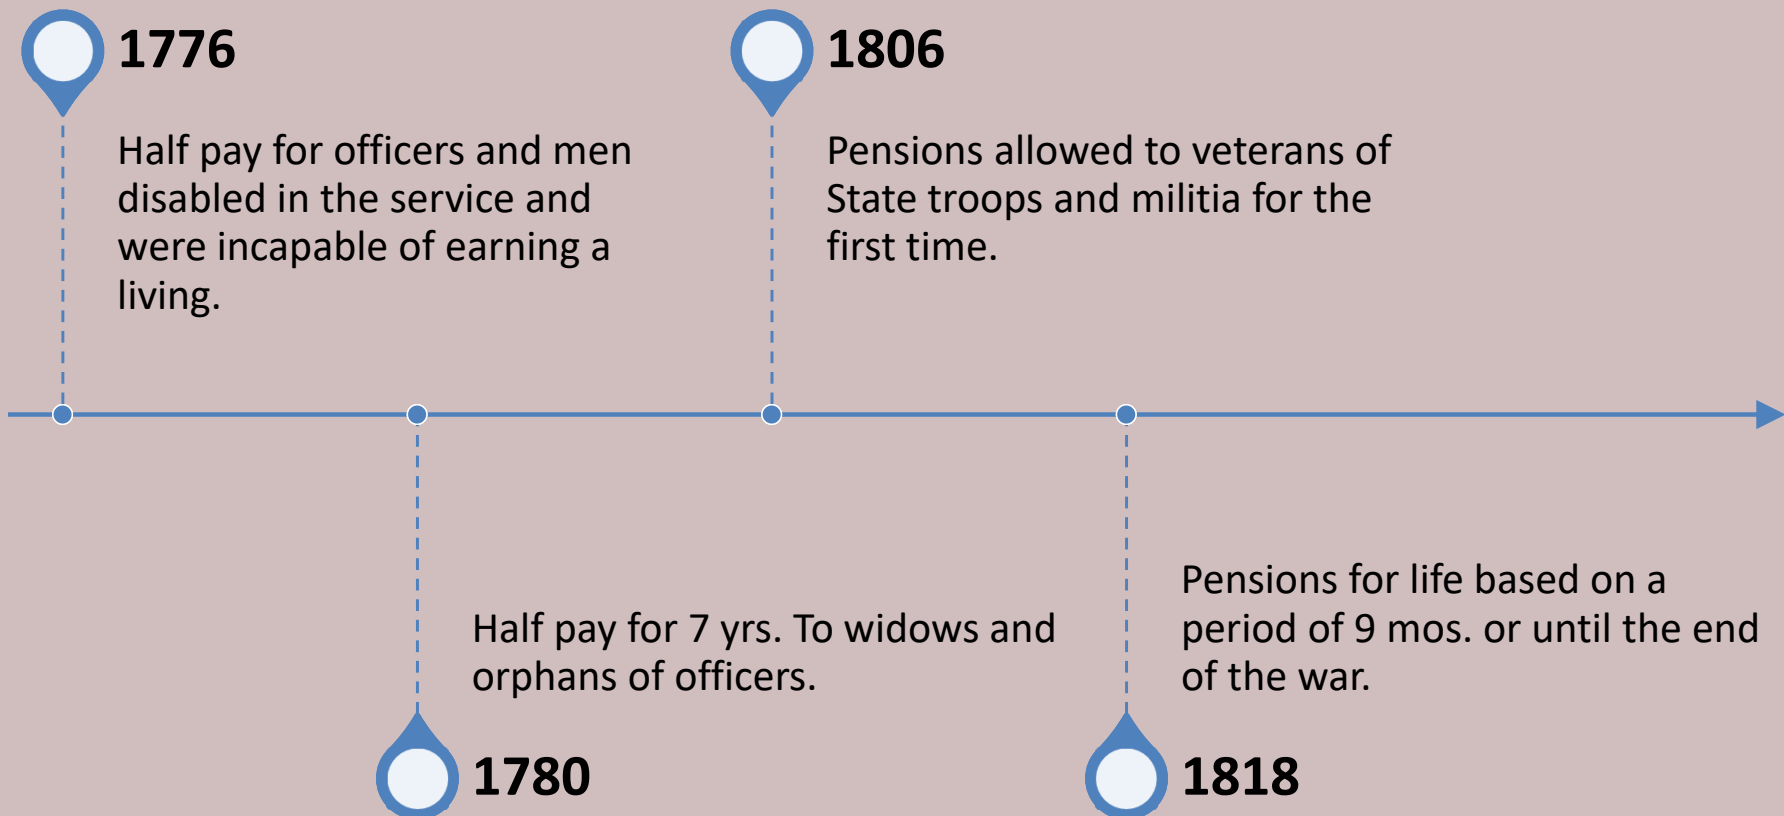 1776
Half pay for officers and men
disabled in the service and
were incapable of earning a
living.
1806
Pensions allowed to veterans of
State troops and militia for the
first time.
Half pay for 7 yrs. To widows and
orphans of officers.
1780
Pensions for life based on a
period of 9 mos. or until the end
of the war.
1818